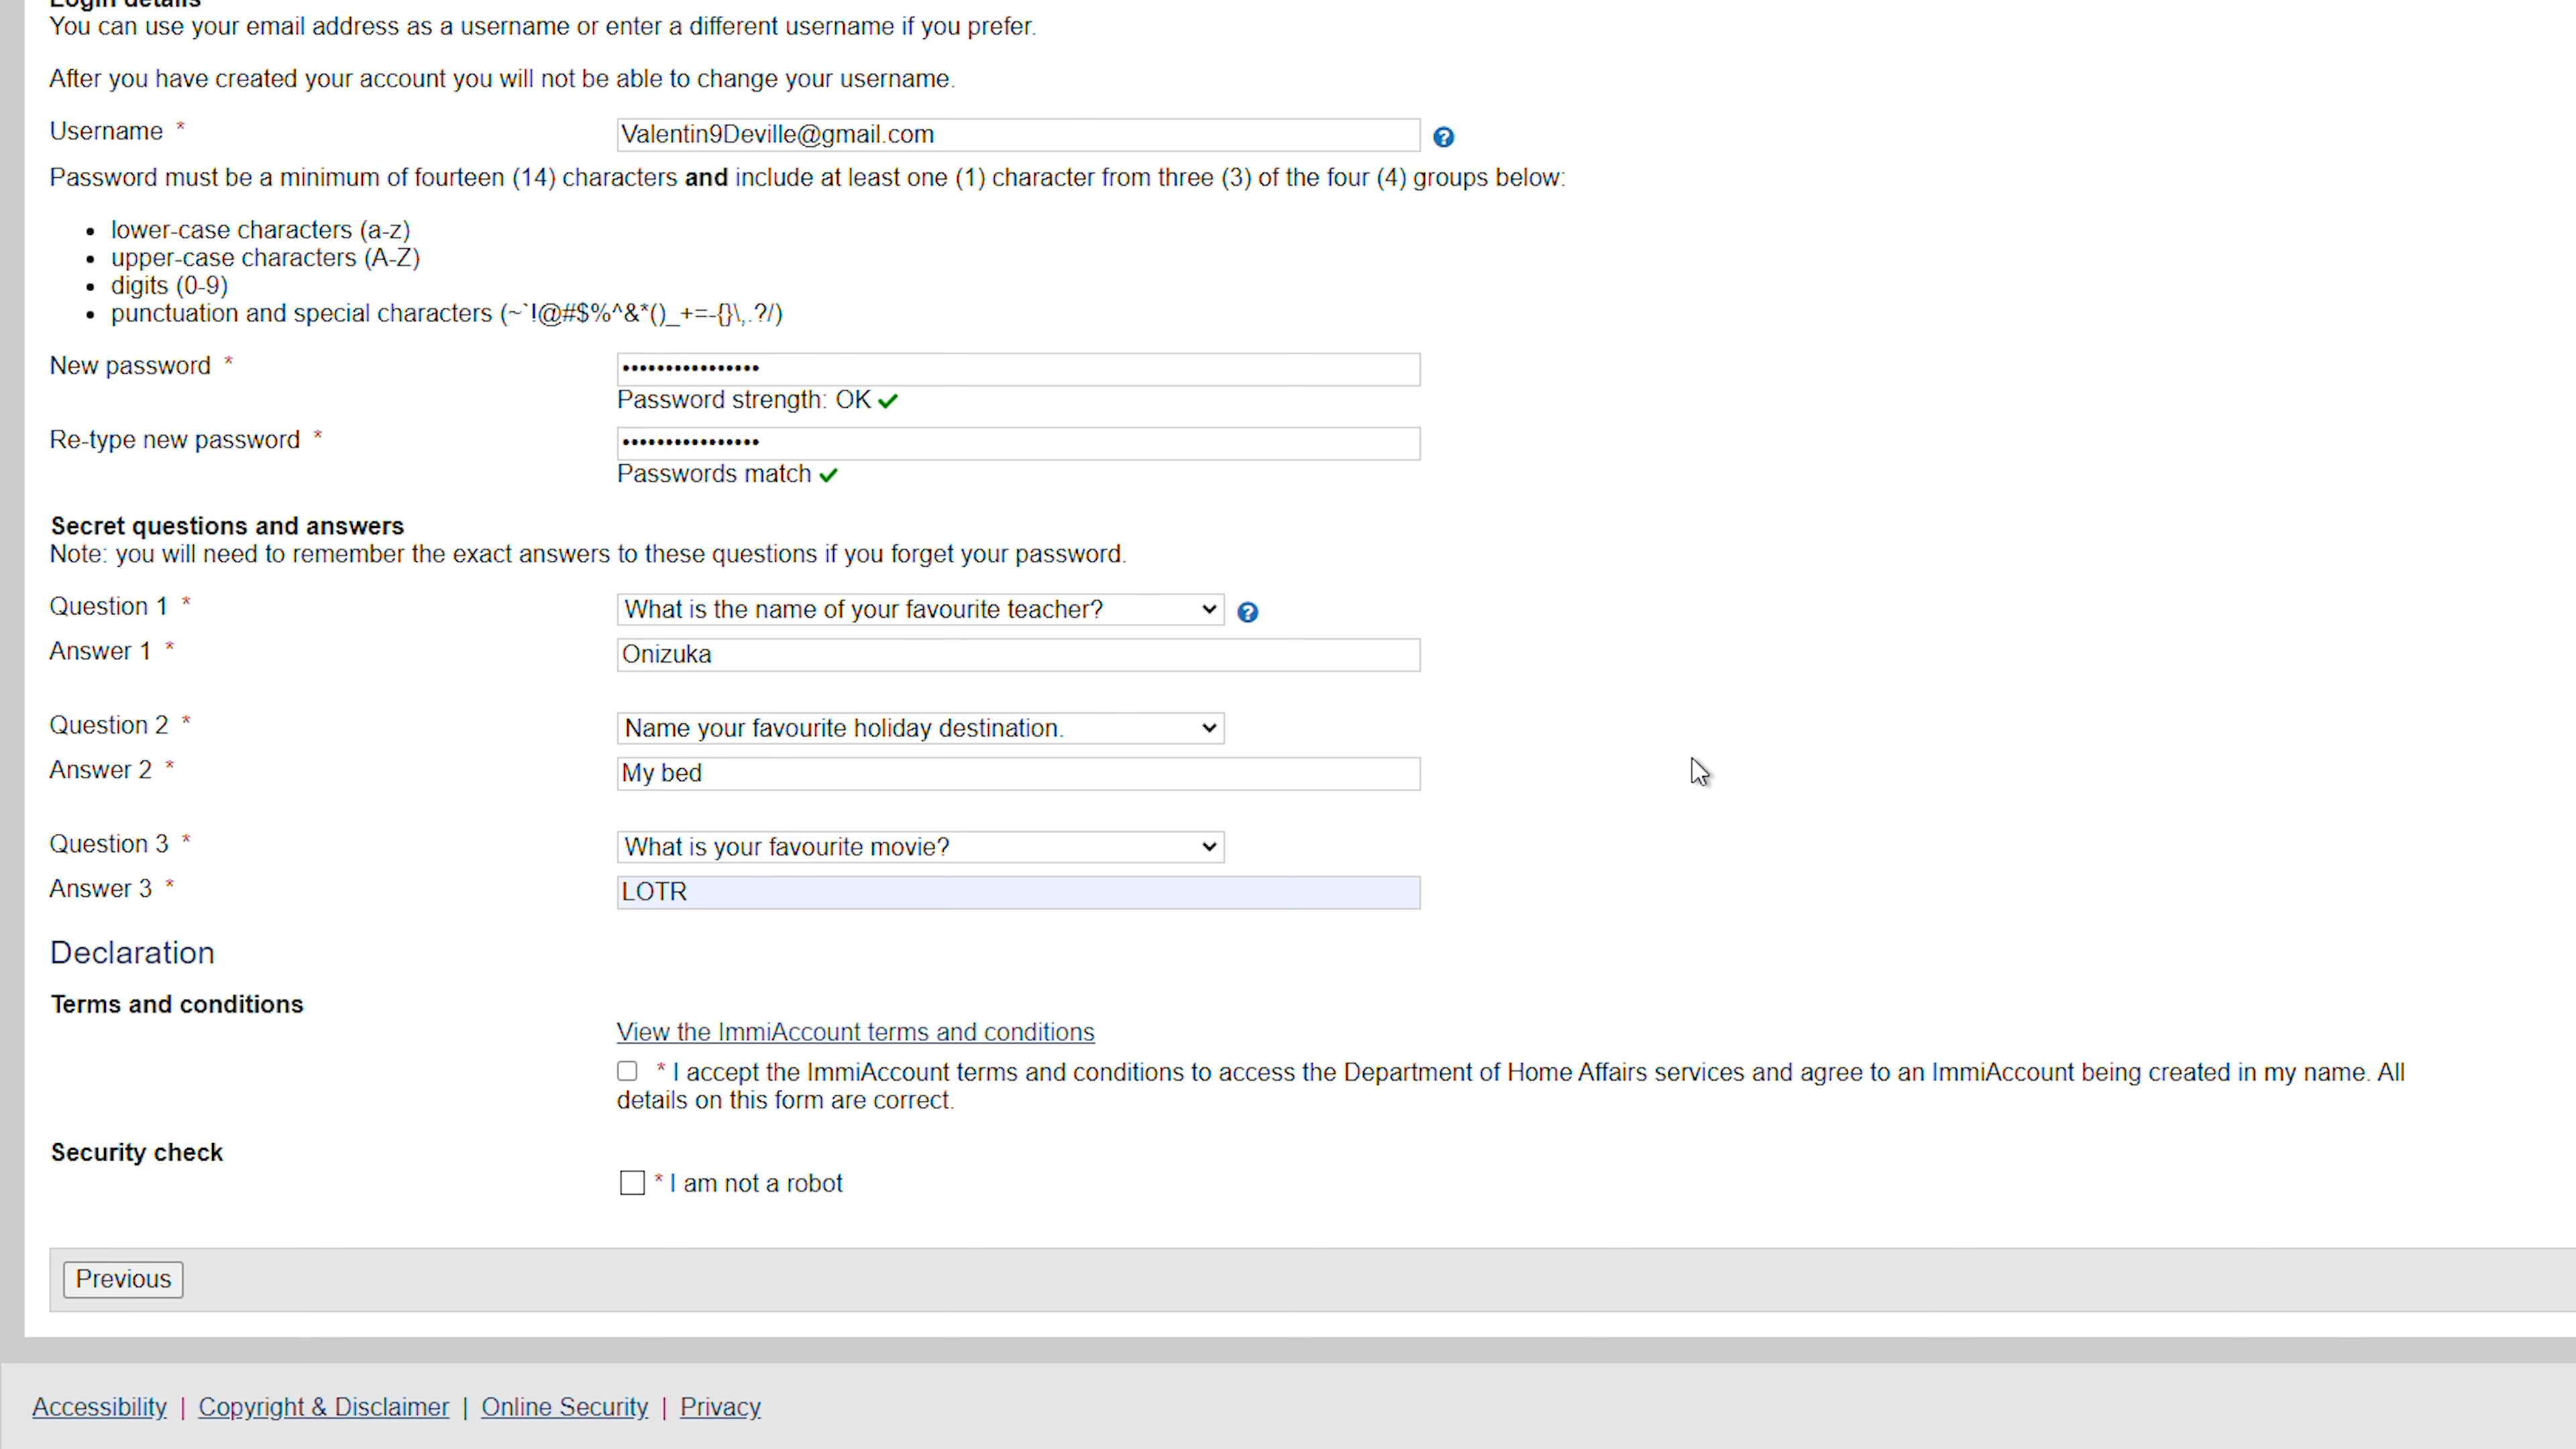 Login details
You can use your email address as a username or enter a different username if you prefer.
After you have created your account you will not be able to change your username.
Username *
Valentin9Deville@gmail.com
Password must be a minimum of fourteen (14) characters and include at least one (1) character from three (3) of the four (4) groups below:
• lower-case characters (a-z)
• upper-case characters (A-Z)
• digits (0-9)
• punctuation and special characters (~`!@#$%^&*()_+=-{}\,.?/)
New password *
••••••••••••••••
Password strength: OK
Re-type new password *
••••••••••••••••
Passwords match
Secret questions and answers
Note: you will need to remember the exact answers to these questions if you forget your password.
Question 1 *
What is the name of your favourite teacher?
Answer 1 *
Onizuka
Question 2 *
Name your favourite holiday destination.
Answer 2 *
My bed
Question 3 *
What is your favourite movie?
Answer 3 *
LOTR
Declaration
Terms and conditions
View the ImmiAccount terms and conditions
* I accept the ImmiAccount terms and conditions to access the Department of Home Affairs services and agree to an ImmiAccount being created in my name. All
details on this form are correct.
Security check
* I am not a robot
Previous
Accessibility | Copyright & Disclaimer | Online Security | Privacy